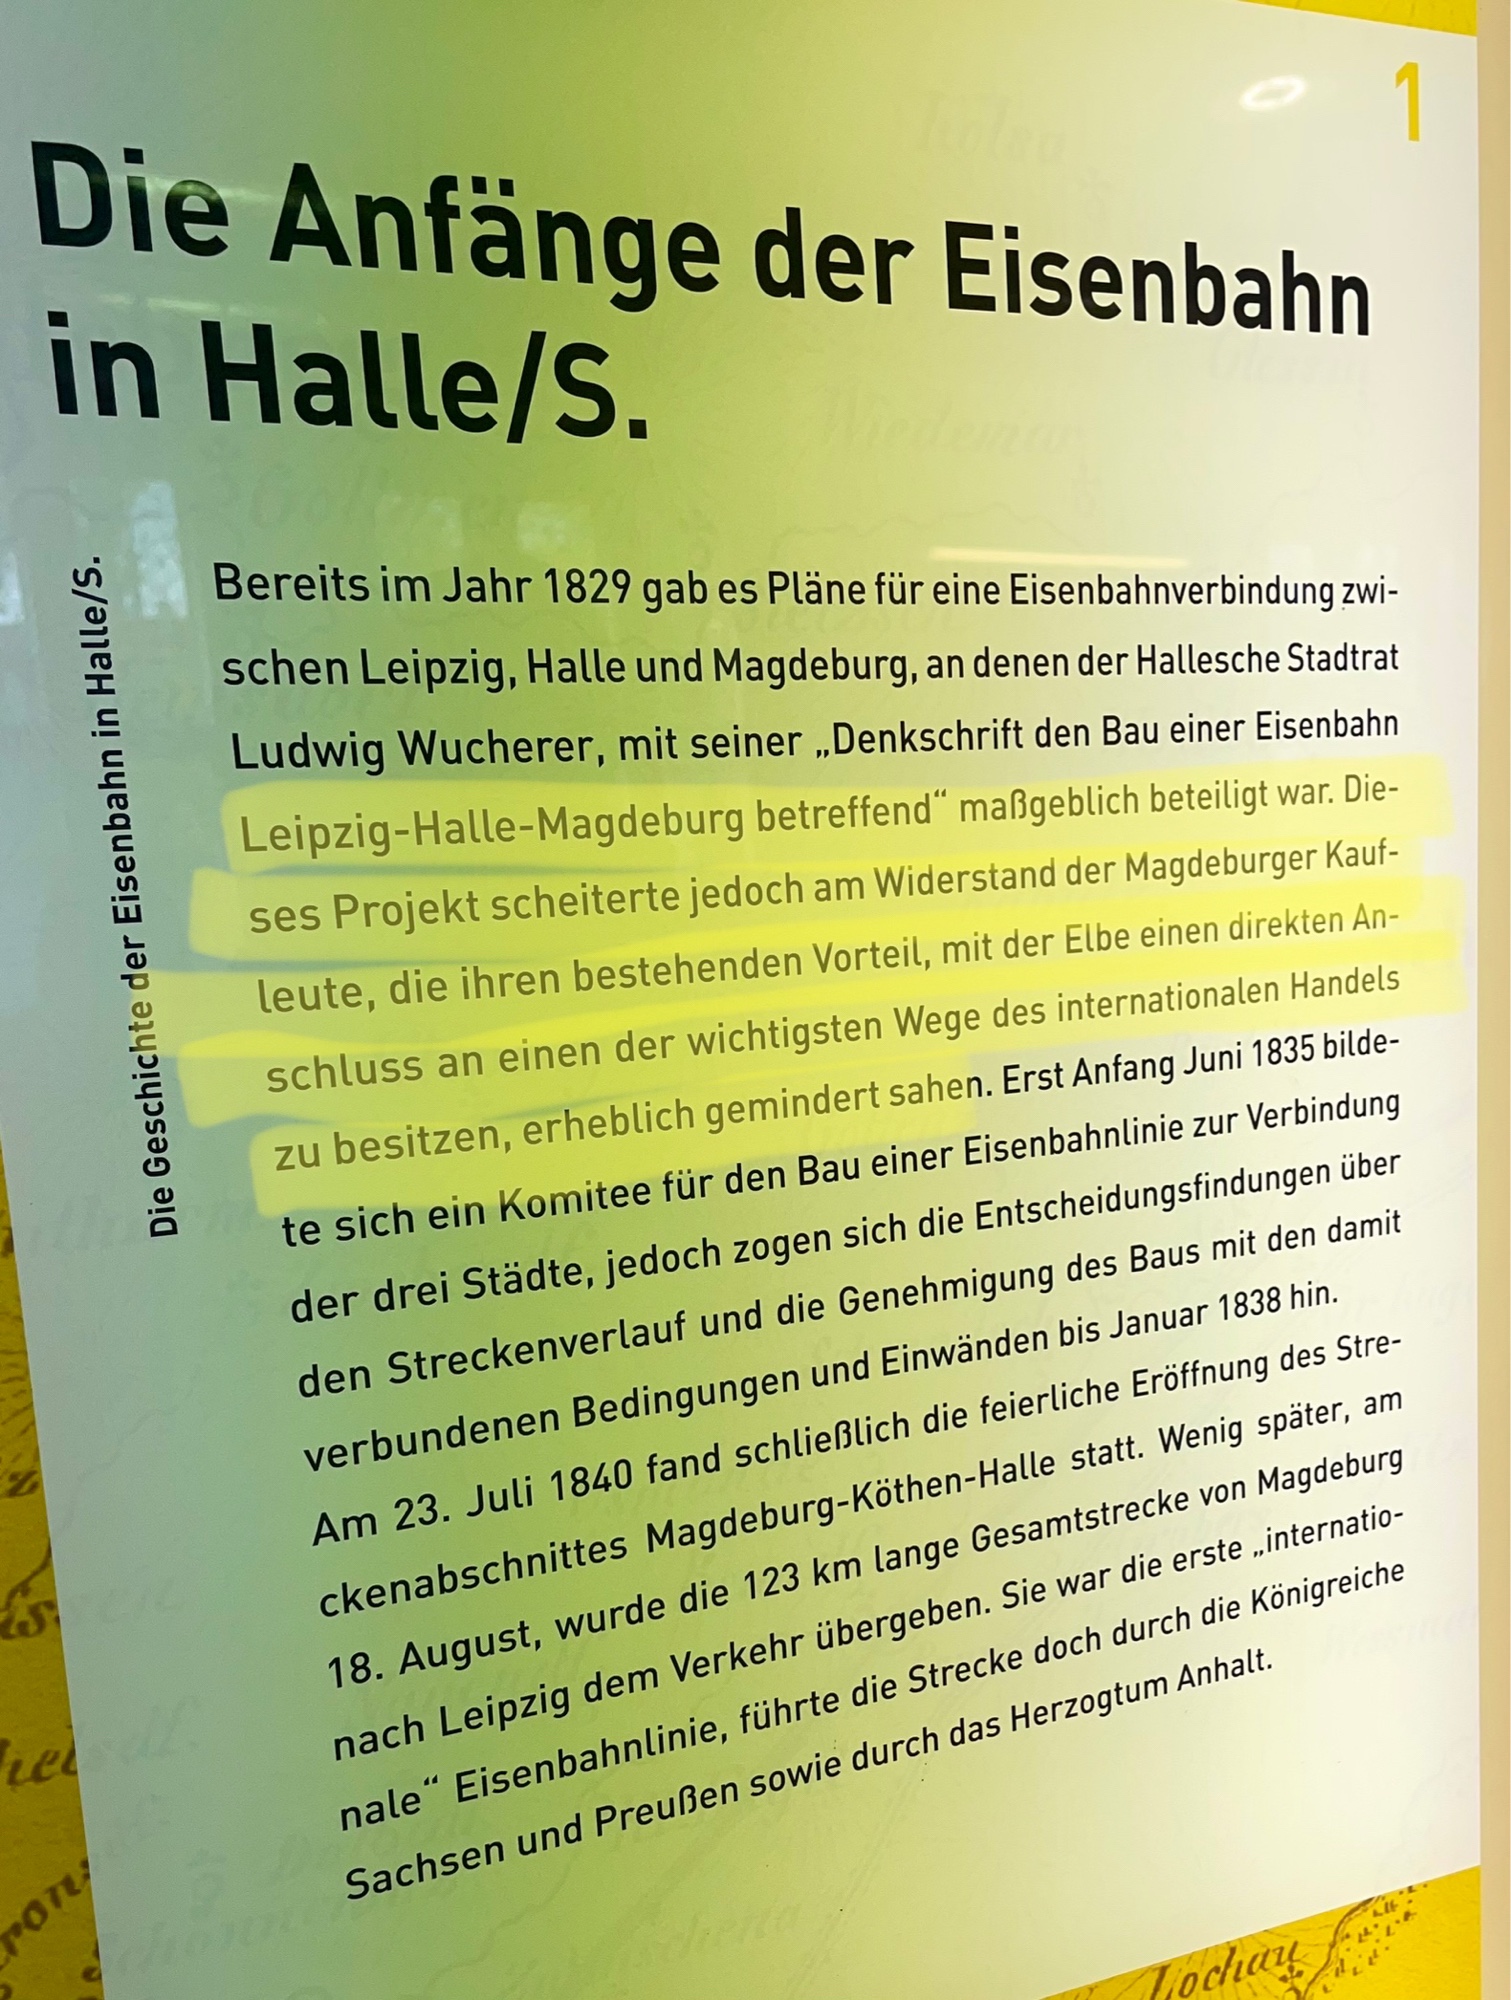 1
Die Anfänge der Eisenbahn
in Halle/S.
Die Geschichte der Eisenbahn in Halle/S.
Bereits im Jahr 1829 gab es Pläne für eine Eisenbahnverbindung zwi-
schen Leipzig, Halle und Magdeburg, an denen der Hallesche Stadtrat
Ludwig Wucherer, mit seiner „Denkschrift den Bau einer Eisenbahn
Leipzig-Halle-Magdeburg betreffend“ maßgeblich beteiligt war. Die-
ses Projekt scheiterte jedoch am Widerstand der Magdeburger Kauf-
leute, die ihren bestehenden Vorteil, mit der Elbe einen direkten An-
schluss an einen der wichtigsten Wege des internationalen Handels
zu besitzen, erheblich gemindert sahen. Erst Anfang Juni 1835 bilde-
te sich ein Komitee für den Bau einer Eisenbahnlinie zur Verbindung
der drei Städte, jedoch zogen sich die Entscheidungsfindungen über
den Streckenverlauf und die Genehmigung des Baus mit den damit
verbundenen Bedingungen und Einwänden bis Januar 1838 hin.
Am 23. Juli 1840 fand schließlich die feierliche Eröffnung des Stre-
ckenabschnittes Magdeburg-Köthen-Halle statt. Wenig später, am
18. August, wurde die 123 km lange Gesamtstrecke von Magdeburg
nach Leipzig dem Verkehr übergeben. Sie war die erste „internatio-
nale“ Eisenbahnlinie, führte die Strecke doch durch die Königreiche
Sachsen und Preußen sowie durch das Herzogtum Anhalt.
Lochau